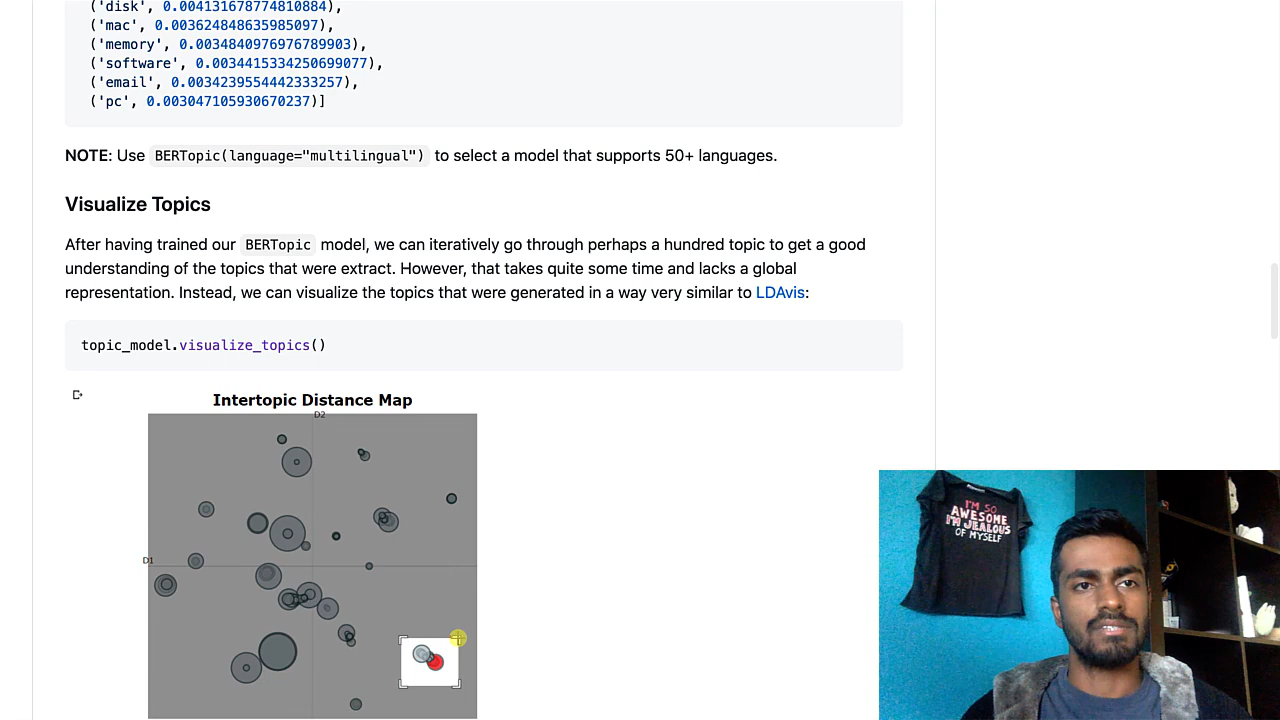 ('disk', 0.004131678774810884),
('mac', 0.003624848635985097),
('memory', 0.0034840976976789903),
('software', 0.0034415334250699077),
('email', 0.0034239554442333257),
('pc', 0.003047105930670237)]
NOTE: Use BERTopic(language="multilingual") to select a model that supports 50+ languages.
Visualize Topics
After having trained our BERTopic model, we can iteratively go through perhaps a hundred topic to get a good
understanding of the topics that were extract. However, that takes quite some time and lacks a global
representation. Instead, we can visualize the topics that were generated in a way very similar to LDAvis:
topic_model.visualize_topics()
Intertopic Distance Map
D2
D1
I'M SO
AWESOME
I'M JEALOUS
OF MYSELF